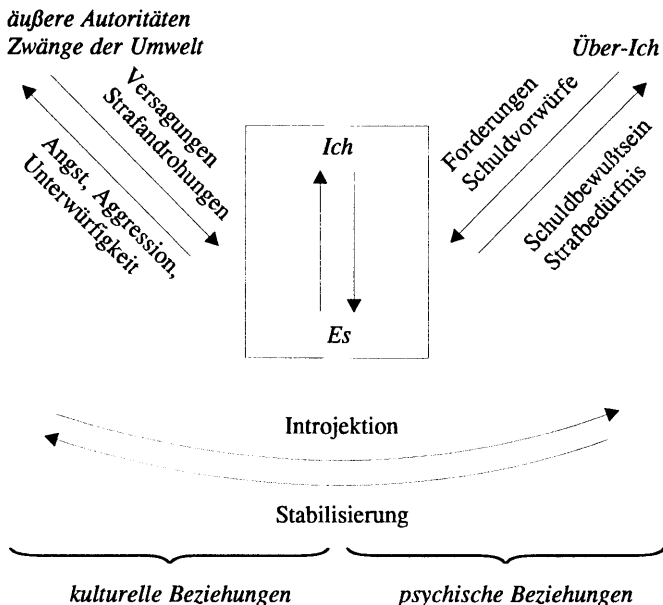 äußere Autoritäten
Zwänge der Umwelt
Über-Ich
Versagungen
Strafandrohungen
Angst, Aggression,
Unterwürfigkeit
Ich
Es
Forderungen
Schuldvorwürfe
Schuldbewußtsein
Strafbedürfnis
Introjektion
Stabilisierung
kulturelle Beziehungen
psychische Beziehungen